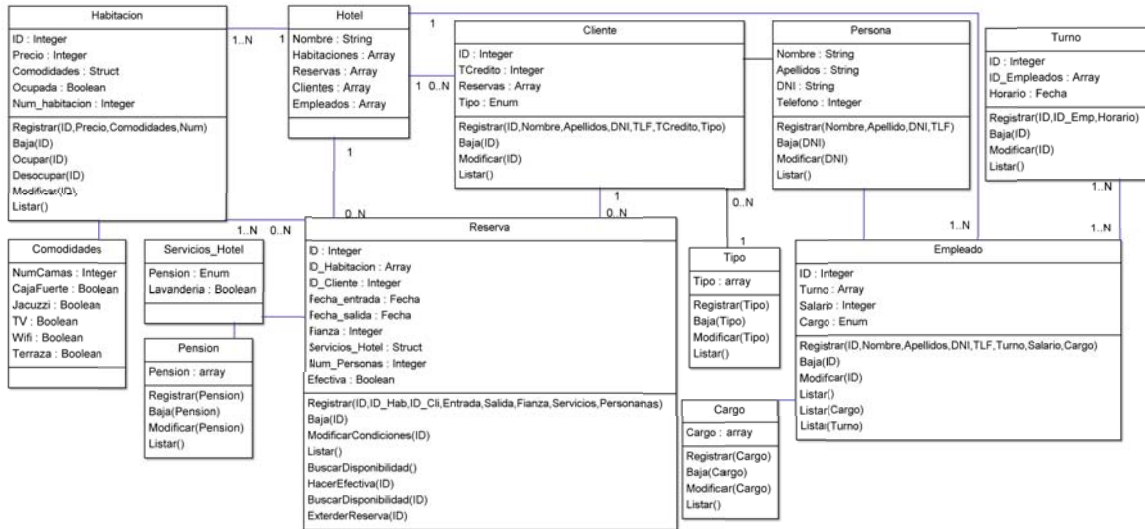 Habitacion
ID : Integer
Precio : Integer
Comodidades : Struct
Ocupada : Boolean
Num_habitacion : Integer
Registrar(ID,Precio,Comodidades,Num)
Baja(ID)
Ocupar(ID)
Desocupar(ID)
Modificar(ID)
Listar()
1..N
1
Hotel
Nombre : String
Habitaciones : Array
Reservas : Array
Clientes : Array
Empleados : Array
1
1
0..N
1
0..N
Cliente
ID : Integer
TCredito : Integer
Reservas : Array
Tipo : Enum
Registrar(ID,Nombre,Apellidos,DNI,TLF,TCredito,Tipo)
Baja(ID)
Modificar(ID)
Listar()
1
0..N
0..N
1
Persona
Nombre : String
Apellidos : String
DNI : String
Telefono : Integer
Registrar(Nombre,Apellido,DNI,TLF)
Baja(DNI)
Modificar(DNI)
Listar()
1..N
Turno
ID : Integer
ID_Empleados : Array
Horario : Fecha
Registrar(ID,ID_Emp,Horario)
Baja(ID)
Modificar(ID)
Listar()
1..N
1..N
1..N
0..N
Comodidades
NumCamas : Integer
CajaFuerte : Boolean
Jacuzzi : Boolean
TV : Boolean
Wifi : Boolean
Terraza : Boolean
Servicios_Hotel
Pension : Enum
Lavanderia : Boolean
Pension
Pension : array
Registrar(Pension)
Baja(Pension)
Modificar(Pension)
Listar()
Reserva
ID : Integer
ID_Habitacion : Array
ID_Cliente : Integer
Fecha_entrada : Fecha
Fecha_salida : Fecha
Fianza : Integer
Servicios_Hotel : Struct
Num_Personas : Integer
Efectiva : Boolean
Registrar(ID,ID_Hab,ID_Cli,Entrada,Salida,Fianza,Servicios,Personanas)
Baja(ID)
ModificarCondiciones(ID)
Listar()
BuscarDisponibilidad()
HacerEfectiva(ID)
BuscarDisponibilidad(ID)
ExterderReserva(ID)
Tipo
Tipo : array
Registrar(Tipo)
Baja(Tipo)
Modificar(Tipo)
Listar()
Empleado
ID : Integer
Turno : Array
Salario : Integer
Cargo : Enum
Registrar(ID,Nombre,Apellidos,DNI,TLF,Turno,Salario,Cargo)
Baja(ID)
Modifcar(ID)
Listar()
Listar(Cargo)
Listar(Turno)
Cargo
Cargo : array
Registrar(Cargo)
Baja(Cargo)
Modificar(Cargo)
Listar()